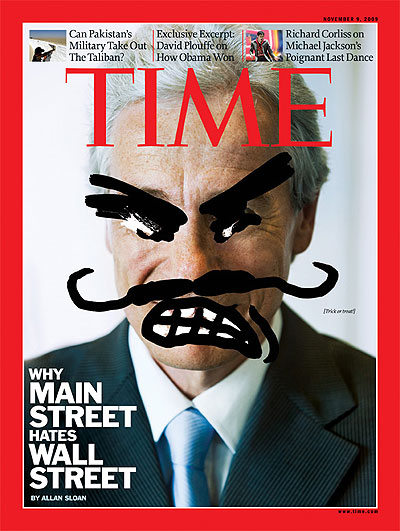 NOVEMBER 9, 2009
Can Pakistan's
Military Take Out
The Taliban?
Exclusive Excerpt:
David Plouffe on
How Obama Won
Richard Corliss on
Michael Jackson's
Poignant Last Dance
TIME
[Trick or treat!]
WHY
MAIN
STREET
HATES
WALL
STREET
BY ALLAN SLOAN
www.time.com